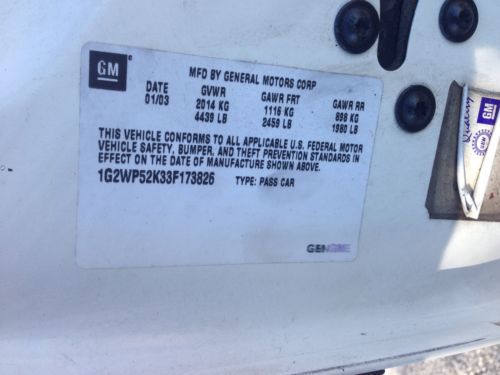 GM
MFD BY GENERAL MOTORS CORP
DATE GVWR GAWR FRT GAWR RR
01/03 2014 KG 1116 KG 898 KG
4439 LB 2459 LB 1980 LB
THIS VEHICLE CONFORMS TO ALL APPLICABLE U.S. FEDERAL MOTOR
VEHICLE SAFETY, BUMPER, AND THEFT PREVENTION STANDARDS IN
EFFECT ON THE DATE OF MANUFACTURE SHOWN ABOVE.
1G2WP52K33F173826 TYPE: PASS CAR
GM